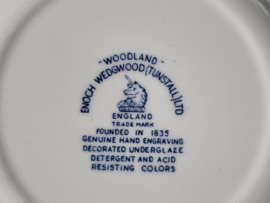 - WOODLAND -
ENOCH WEDGWOOD (TUNSTALL) LTD
ENGLAND
TRADE MARK
FOUNDED IN 1835
GENUINE HAND ENGRAVING
DECORATED UNDERGLAZE
DETERGENT AND ACID
RESISTING COLORS